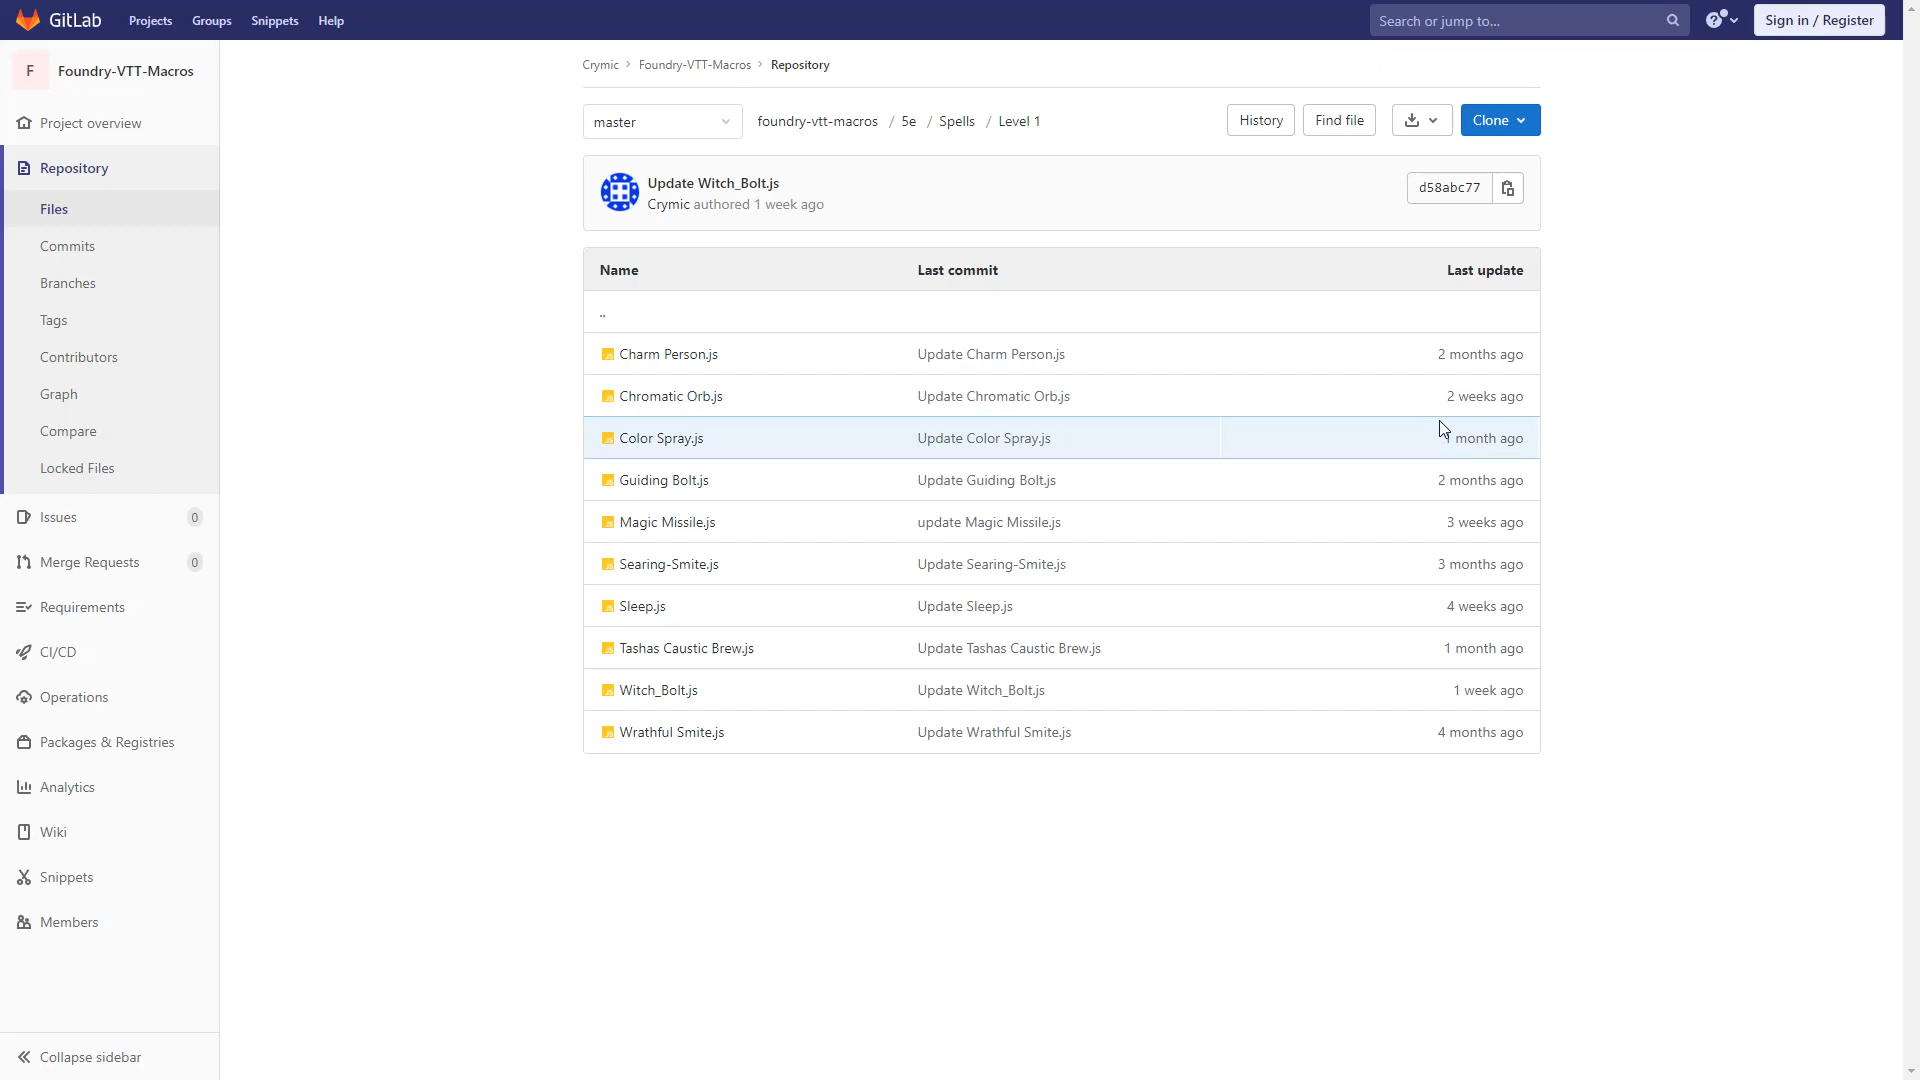 GitLab Projects Groups Snippets Help Search or jump to... Sign in / Register
F Foundry-VTT-Macros
Project overview
Repository
Files
Commits
Branches
Tags
Contributors
Graph
Compare
Locked Files
Issues 0
Merge Requests 0
Requirements
CI/CD
Operations
Packages & Registries
Analytics
Wiki
Snippets
Members
Collapse sidebar
Crymic > Foundry-VTT-Macros > Repository
master foundry-vtt-macros / 5e / Spells / Level 1 History Find file Clone
Update Witch_Bolt.js
Crymic authored 1 week ago
d58abc77
Name Last commit Last update
..
Charm Person.js Update Charm Person.js 2 months ago
Chromatic Orb.js Update Chromatic Orb.js 2 weeks ago
Color Spray.js Update Color Spray.js 1 month ago
Guiding Bolt.js Update Guiding Bolt.js 2 months ago
Magic Missile.js update Magic Missile.js 3 weeks ago
Searing-Smite.js Update Searing-Smite.js 3 months ago
Sleep.js Update Sleep.js 4 weeks ago
Tashas Caustic Brew.js Update Tashas Caustic Brew.js 1 month ago
Witch_Bolt.js Update Witch_Bolt.js 1 week ago
Wrathful Smite.js Update Wrathful Smite.js 4 months ago